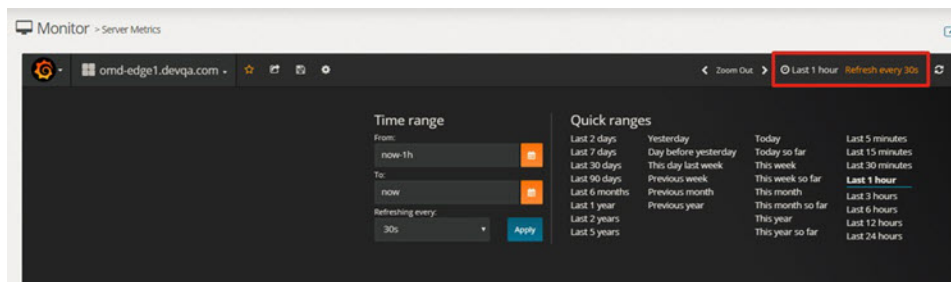 Monitor > Server Metrics
omd-edge1.devqa.com
Zoom Out
Last 1 hour Refresh every 30s
Time range
From:
now-1h
To:
now
Refreshing every:
30s
Apply
Quick ranges
Last 2 days
Last 7 days
Last 30 days
Last 90 days
Last 6 months
Last 1 year
Last 2 years
Last 5 years
Yesterday
Day before yesterday
This day last week
Previous week
Previous month
Previous year
Today
Today so far
This week
This week so far
This month
This month so far
This year
This year so far
Last 5 minutes
Last 15 minutes
Last 30 minutes
Last 1 hour
Last 3 hours
Last 6 hours
Last 12 hours
Last 24 hours